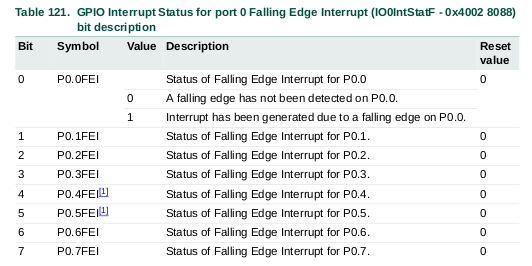 Table 121. GPIO Interrupt Status for port 0 Falling Edge Interrupt (IO0IntStatF - 0x4002 8088)
bit description
Bit Symbol Value Description Reset value
0 P0.0FEI Status of Falling Edge Interrupt for P0.0 0
0 A falling edge has not been detected on P0.0.
1 Interrupt has been generated due to a falling edge on P0.0.
1 P0.1FEI Status of Falling Edge Interrupt for P0.1. 0
2 P0.2FEI Status of Falling Edge Interrupt for P0.2. 0
3 P0.3FEI Status of Falling Edge Interrupt for P0.3. 0
4 P0.4FEI[1] Status of Falling Edge Interrupt for P0.4. 0
5 P0.5FEI[1] Status of Falling Edge Interrupt for P0.5. 0
6 P0.6FEI Status of Falling Edge Interrupt for P0.6. 0
7 P0.7FEI Status of Falling Edge Interrupt for P0.7. 0